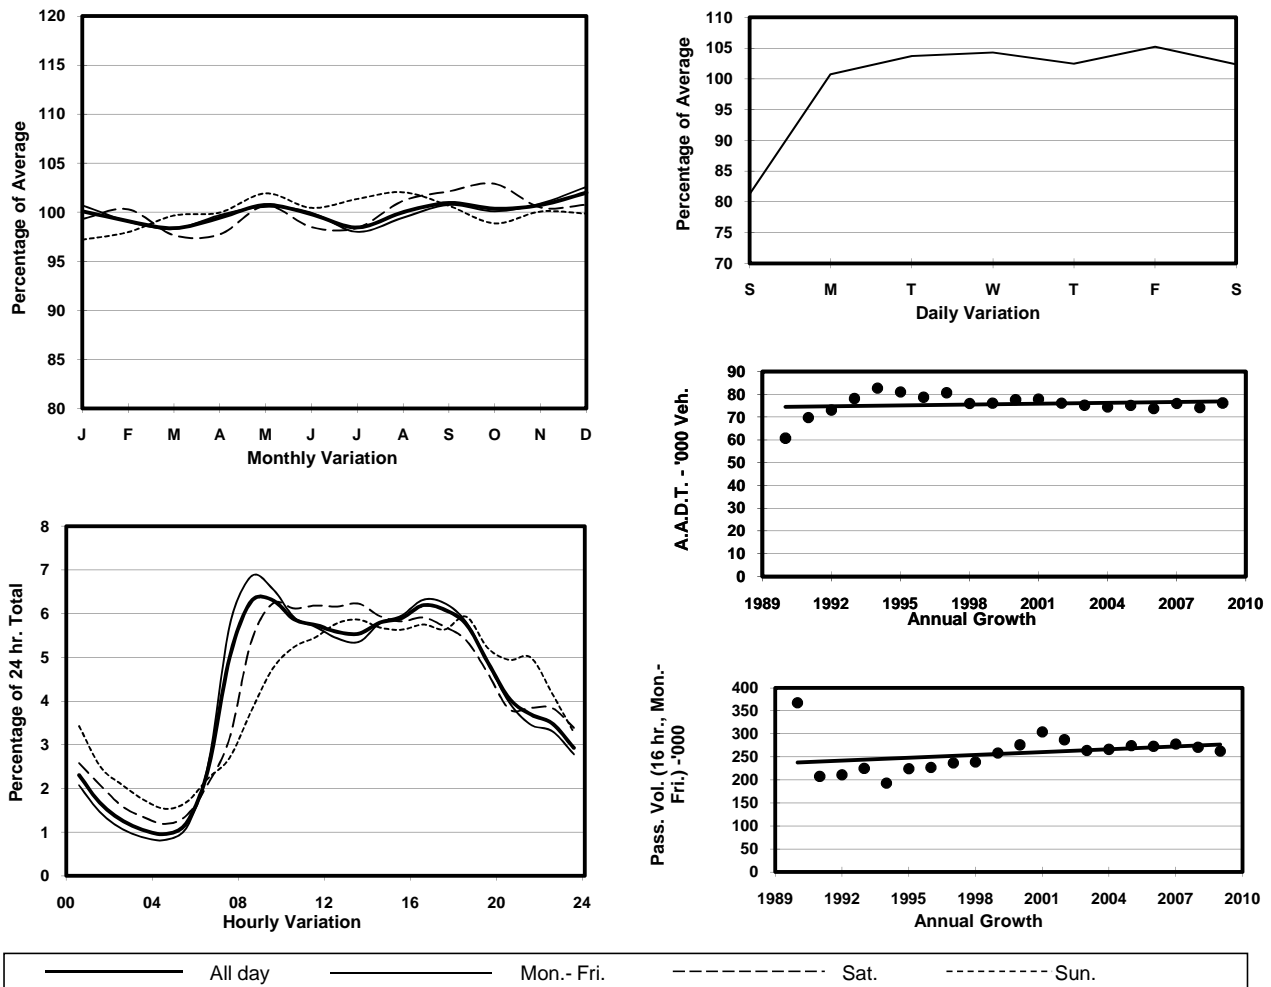 120
115
110
105
100
95
90
85
80
Percentage of Average
J F M A M J J A S O N D
Monthly Variation
110
105
100
95
90
85
80
75
70
Percentage of Average
S M T W T F S
Daily Variation
90
80
70
60
50
40
30
20
10
0
A.A.D.T. - '000 Veh.
1989 1992 1995 1998 2001 2004 2007 2010
Annual Growth
8
7
6
5
4
3
2
1
0
Percentage of 24 hr. Total
00 04 08 12 16 20 24
Hourly Variation
400
350
300
250
200
150
100
50
0
Pass. Vol. (16 hr., Mon.-
Fri.) -'000
1989 1992 1995 1998 2001 2004 2007 2010
Annual Growth
All day Mon.- Fri. Sat. Sun.